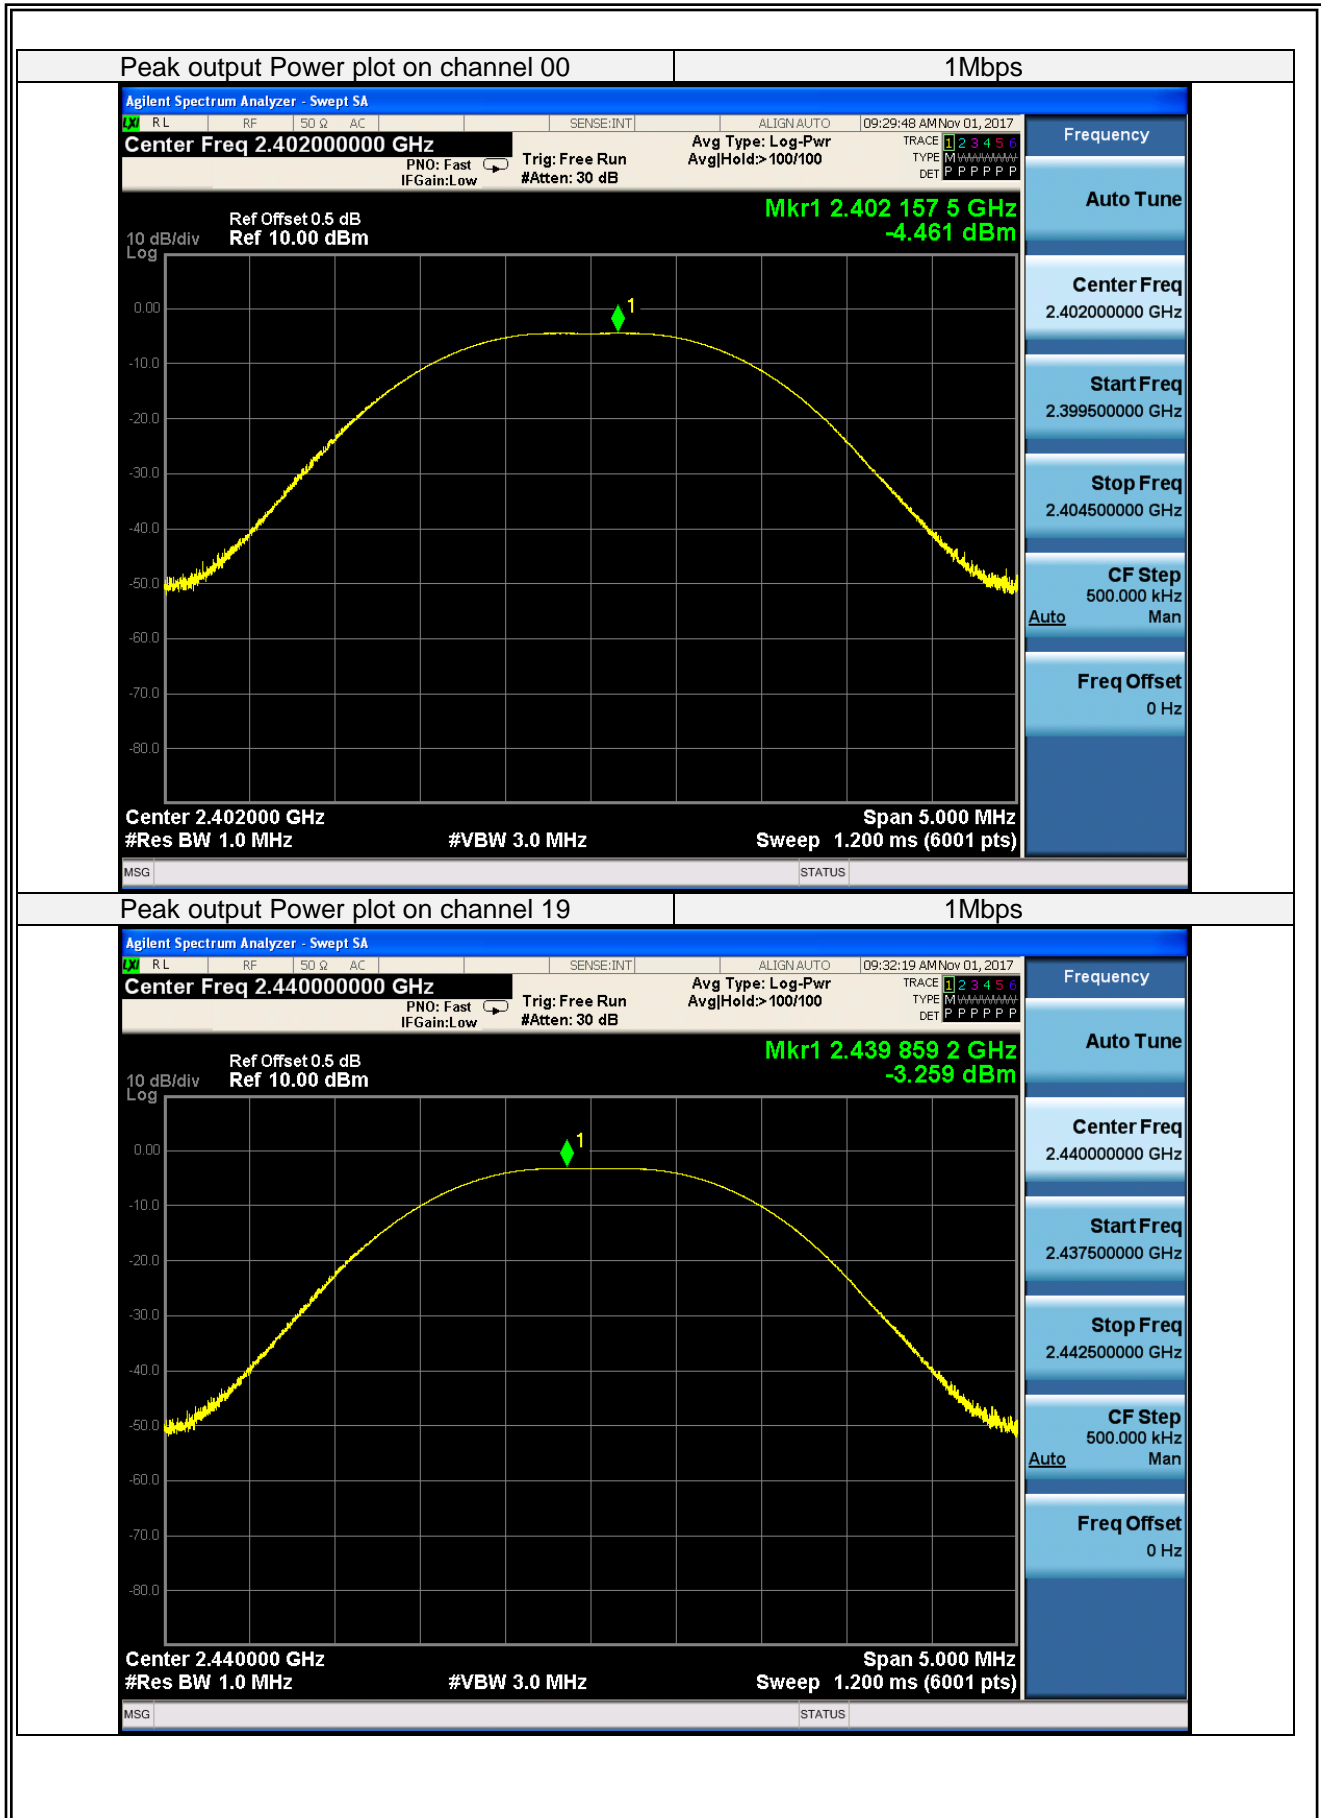 Peak output Power plot on channel 00 1Mbps
Agilent Spectrum Analyzer - Swept SA
LXI RL RF 50 Ω AC SENSE:INT ALIGN AUTO 09:29:48 AM Nov 01, 2017
Center Freq 2.402000000 GHz
PNO: Fast
IFGain:Low
Trig: Free Run
#Atten: 30 dB
Avg Type: Log-Pwr
Avg|Hold:> 100/100
TRACE 1 2 3 4 5 6
TYPE M WWWWW
DET P P P P P P
Mkr1 2.402 157 5 GHz
-4.461 dBm
Ref Offset 0.5 dB
10 dB/div Ref 10.00 dBm
Log
1
0.00
-10.0
-20.0
-30.0
-40.0
-50.0
-60.0
-70.0
-80.0
Center 2.402000 GHz Span 5.000 MHz
#Res BW 1.0 MHz #VBW 3.0 MHz Sweep 1.200 ms (6001 pts)
MSG STATUS
Frequency
Auto Tune
Center Freq
2.402000000 GHz
Start Freq
2.399500000 GHz
Stop Freq
2.404500000 GHz
CF Step
500.000 kHz
Auto Man
Freq Offset
0 Hz
Peak output Power plot on channel 19 1Mbps
Agilent Spectrum Analyzer - Swept SA
LXI RL RF 50 Ω AC SENSE:INT ALIGN AUTO 09:32:19 AM Nov 01, 2017
Center Freq 2.440000000 GHz
PNO: Fast
IFGain:Low
Trig: Free Run
#Atten: 30 dB
Avg Type: Log-Pwr
Avg|Hold:> 100/100
TRACE 1 2 3 4 5 6
TYPE M WWWWW
DET P P P P P P
Mkr1 2.439 859 2 GHz
-3.259 dBm
Ref Offset 0.5 dB
10 dB/div Ref 10.00 dBm
Log
1
0.00
-10.0
-20.0
-30.0
-40.0
-50.0
-60.0
-70.0
-80.0
Center 2.440000 GHz Span 5.000 MHz
#Res BW 1.0 MHz #VBW 3.0 MHz Sweep 1.200 ms (6001 pts)
MSG STATUS
Frequency
Auto Tune
Center Freq
2.440000000 GHz
Start Freq
2.437500000 GHz
Stop Freq
2.442500000 GHz
CF Step
500.000 kHz
Auto Man
Freq Offset
0 Hz